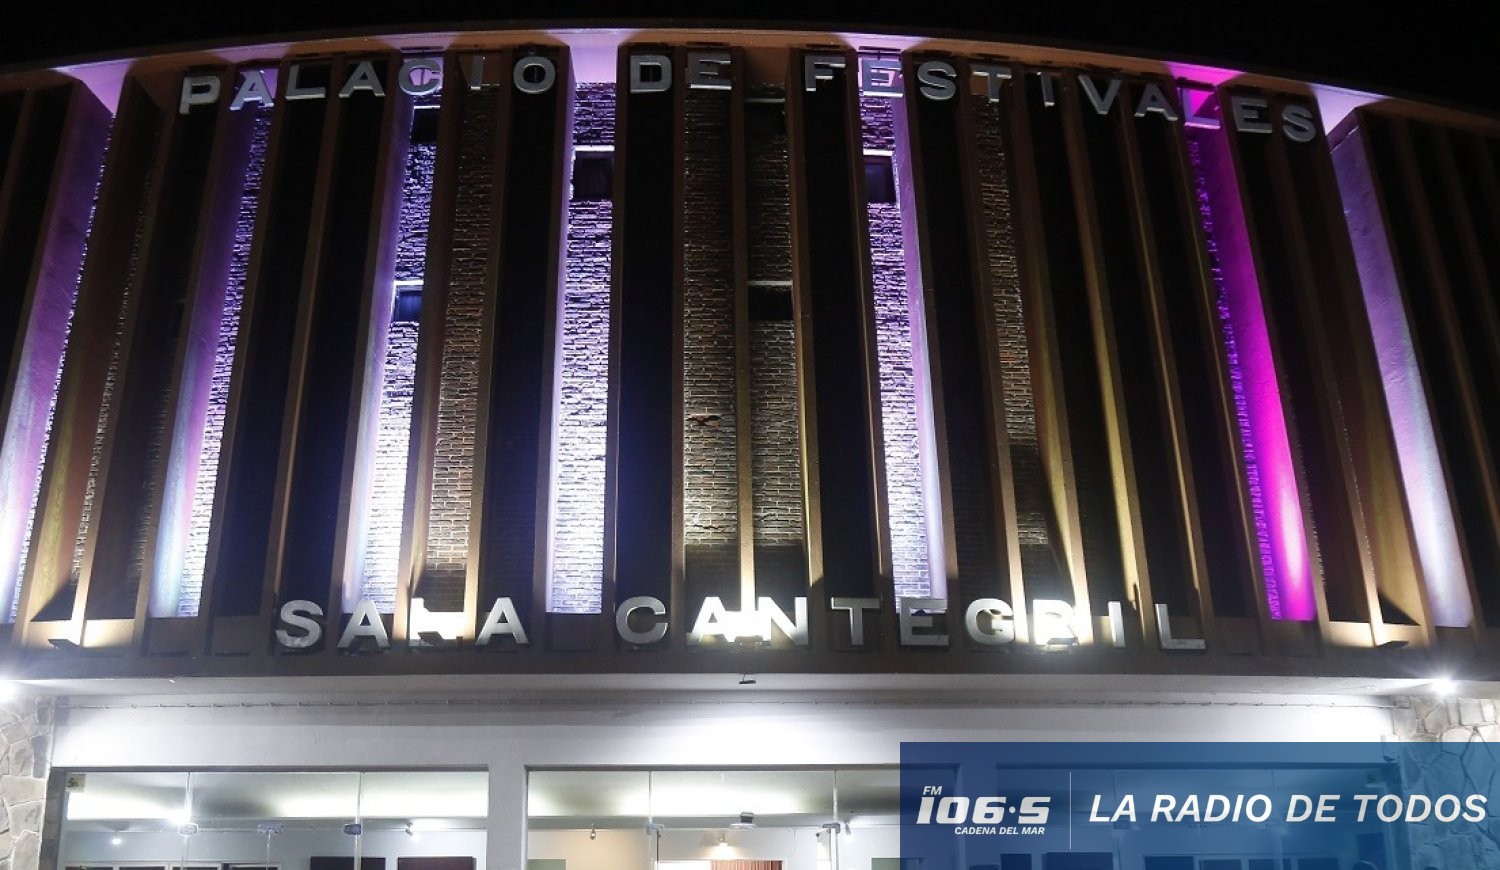 PALACIO DE FESTIVALES
SALA CANTEGRIL
FM
106.5
CADENA DEL MAR
LA RADIO DE TODOS